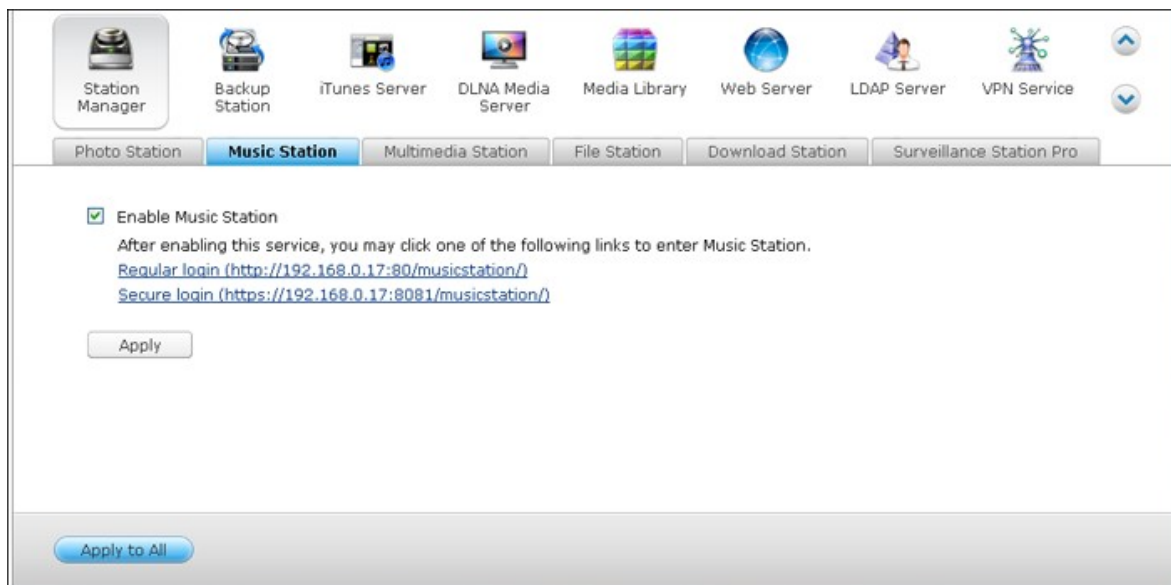 Station Manager
Backup Station
iTunes Server
DLNA Media Server
Media Library
Web Server
LDAP Server
VPN Service
Photo Station
Music Station
Multimedia Station
File Station
Download Station
Surveillance Station Pro
Enable Music Station
After enabling this service, you may click one of the following links to enter Music Station.
Regular login (http://192.168.0.17:80/musicstation/)
Secure login (https://192.168.0.17:8081/musicstation/)
Apply
Apply to All